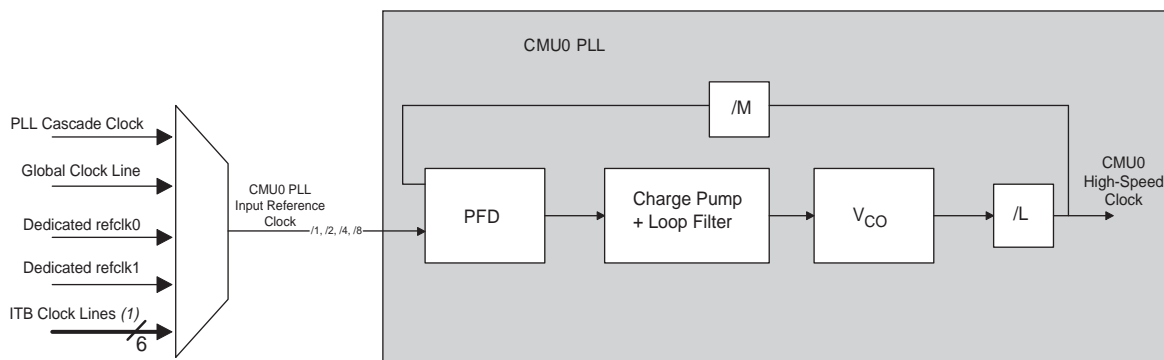 CMU0 PLL
/M
PLL Cascade Clock
Global Clock Line
Dedicated refclk0
Dedicated refclk1
ITB Clock Lines (1)
6
CMU0 PLL
Input Reference
Clock
/1, /2, /4, /8
PFD
Charge Pump
+ Loop Filter
VCO
/L
CMU0
High-Speed
Clock